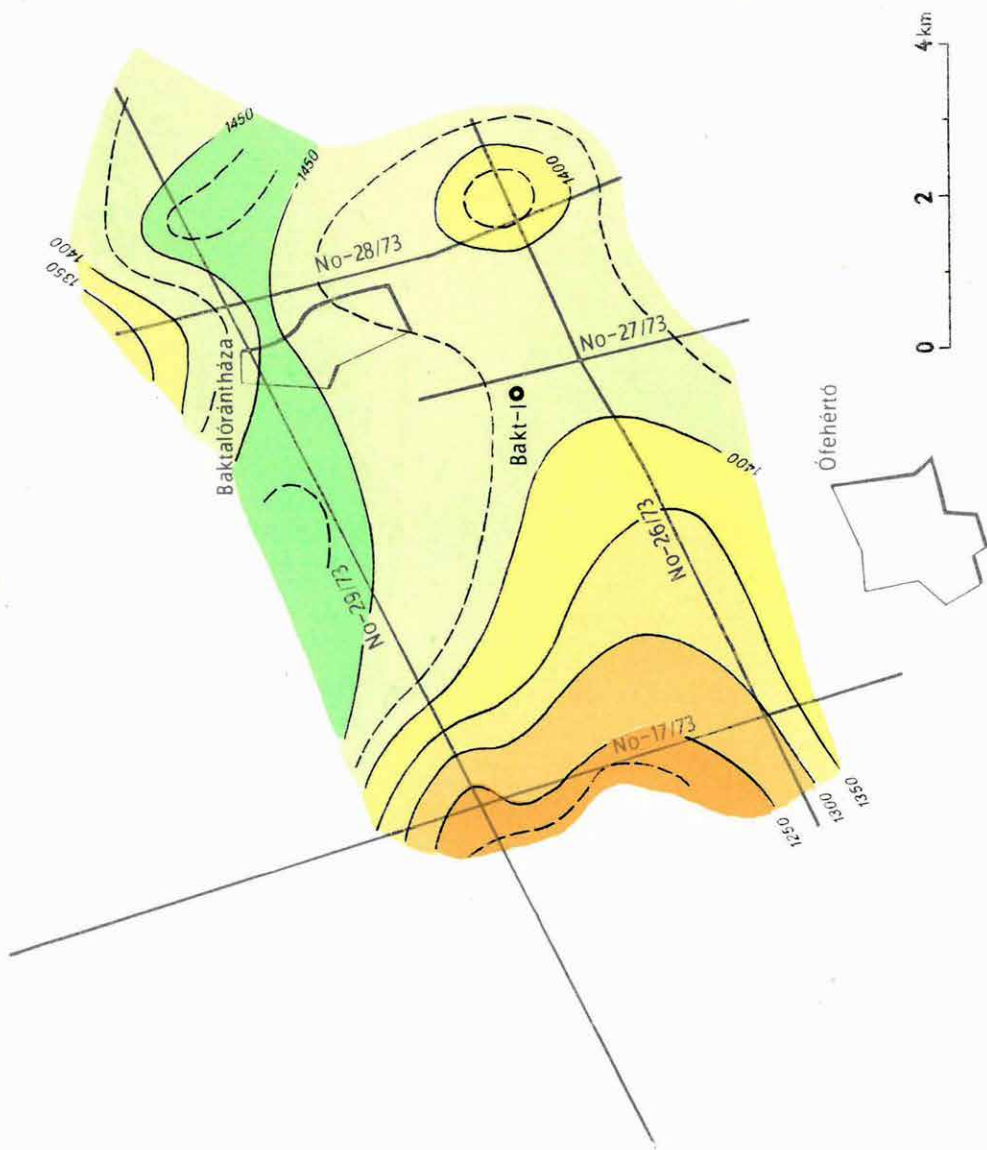 1450
1450
1400
1350
No-28/73
Baktalórántháza
1400
No-27/73
Bakt-1
No-29/73
1400
No-26/73
Ófehértó
No-17/73
1250
1300
1350
0 2 4 km